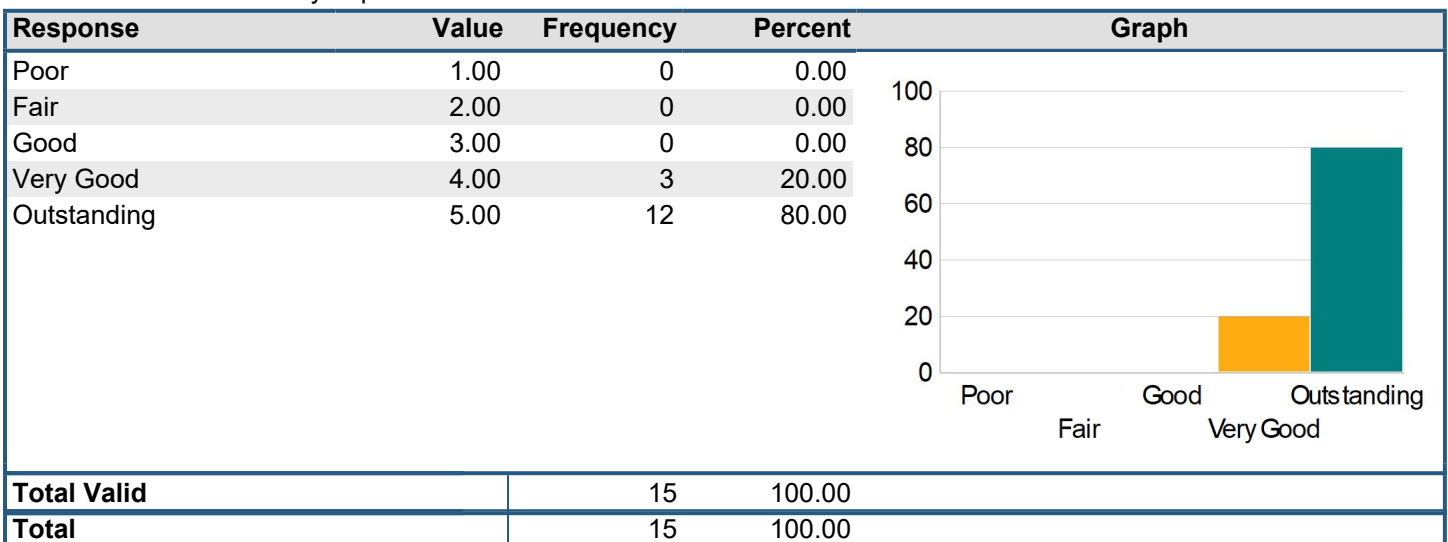 Response Value Frequency Percent Graph
Poor 1.00 0 0.00
Fair 2.00 0 0.00
Good 3.00 0 0.00
Very Good 4.00 3 20.00
Outstanding 5.00 12 80.00
100
80
60
40
20
0
Poor Good Outstanding
Fair Very Good
Total Valid 15 100.00
Total 15 100.00